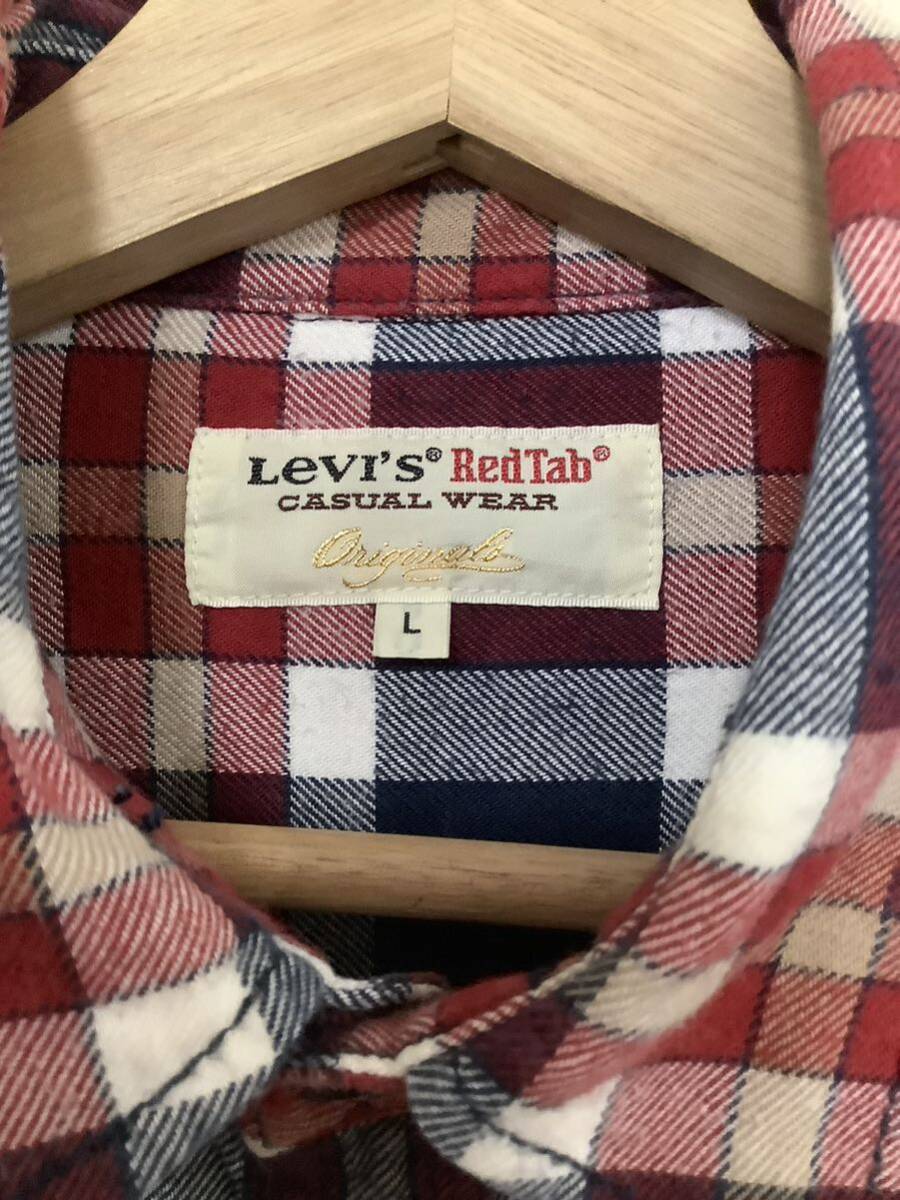 Levi's® RedTab®
CASUAL WEAR
Originals
L